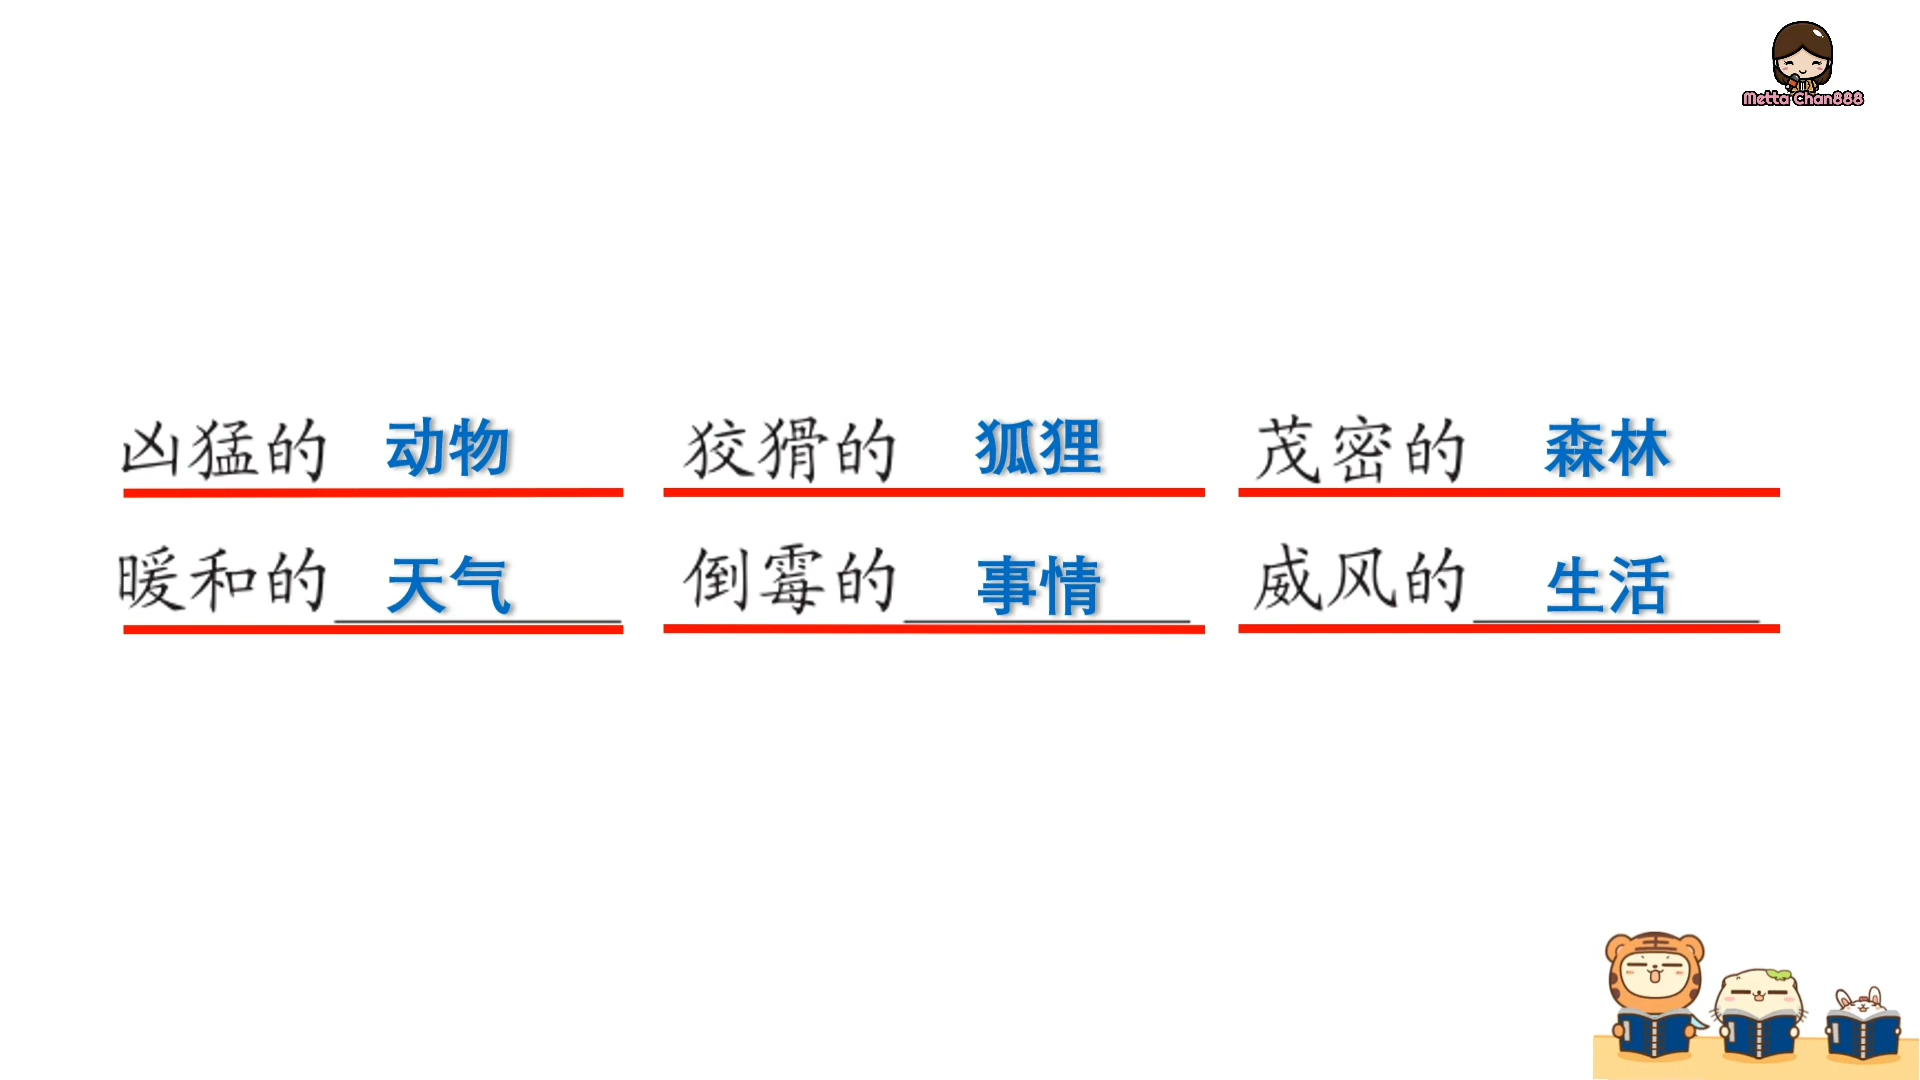 Metta Chan888
凶猛的 动物 狡猾的 狐狸 茂密的 森林
暖和的 天气 倒霉的 事情 威风的 生活